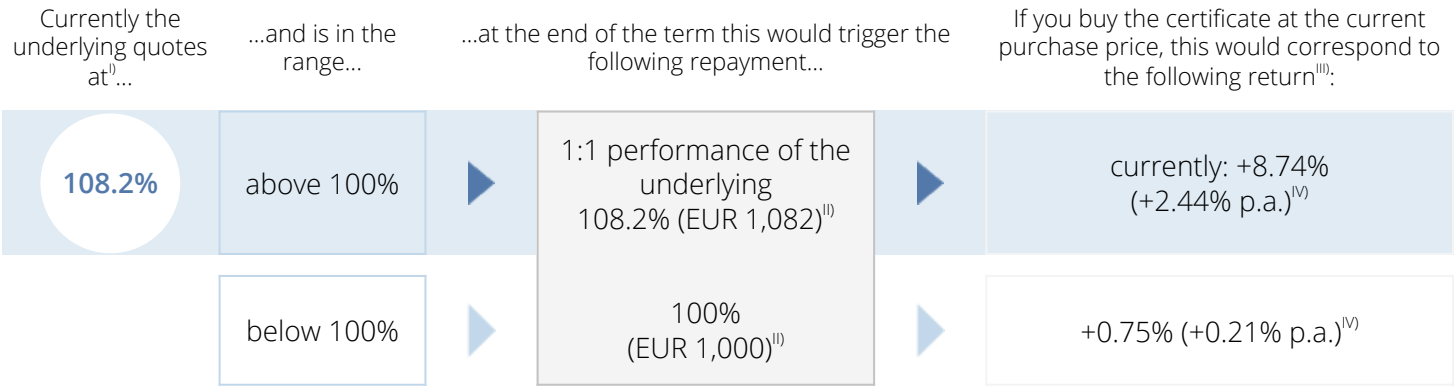 Currently the
underlying quotes
at^I)...
...and is in the
range...
...at the end of the term this would trigger the
following repayment...
If you buy the certificate at the current
purchase price, this would correspond to
the following return^III):
108.2%
above 100%
1:1 performance of the
underlying
108.2% (EUR 1,082)^II)
currently: +8.74%
(+2.44% p.a.)^IV)
below 100%
100%
(EUR 1,000)^II)
+0.75% (+0.21% p.a.)^IV)